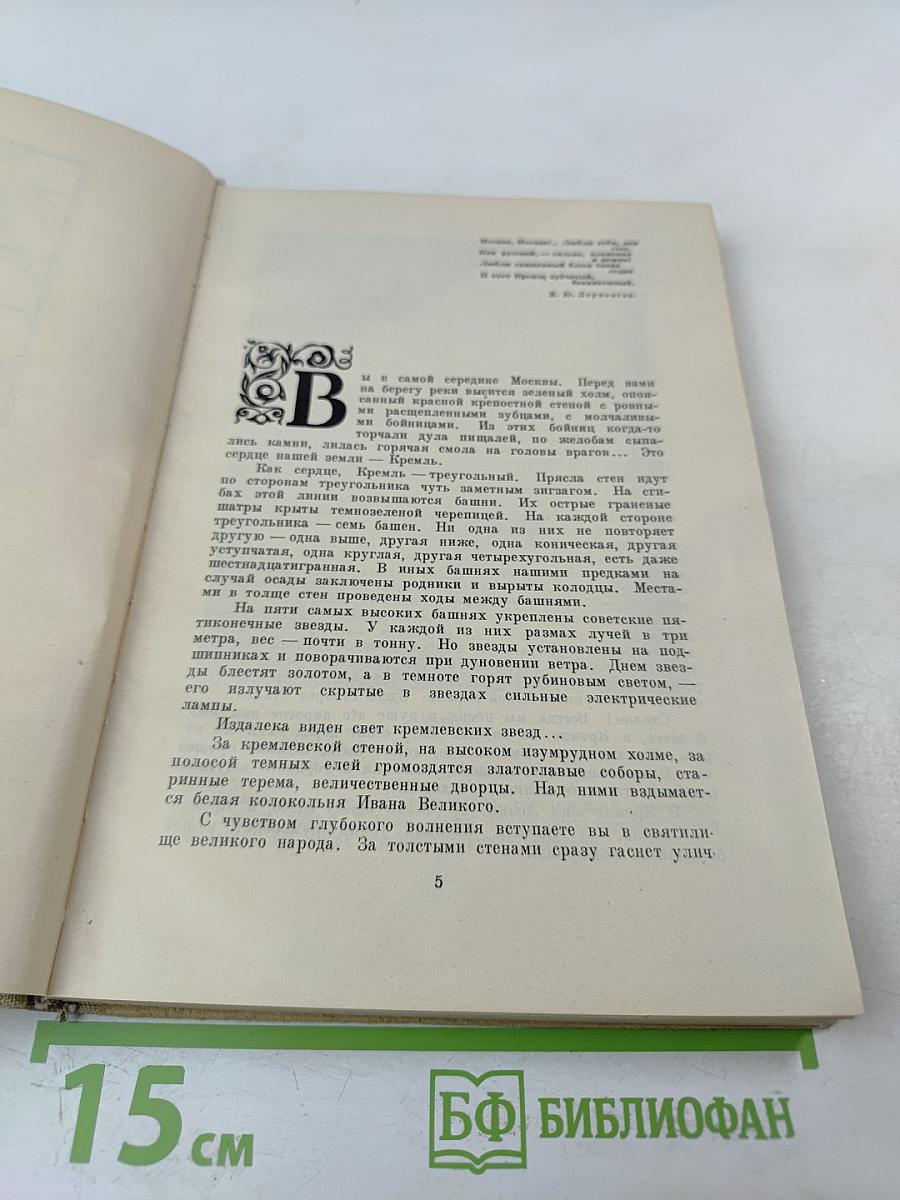 Москва, Москва!.. Люблю тебя, как
сын,
Как русский, — сильно, пламенно
и нежно!
Люблю священный блеск твоих
седин
И этот Кремль зубчатый,
безмятежный.
М. Ю. Лермонтов.
Вы в самой середине Москвы. Перед вами
на берегу реки высится зеленый холм, опоя-
санный красной крепостной стеной с ровны-
ми расщепленными зубцами, с молчаливы-
ми бойницами. Из этих бойниц когда-то
торчали дула пищалей, по желобам сыпа-
лись камни, лилась горячая смола на головы врагов... Это
сердце нашей земли — Кремль.
Как сердце, Кремль — треугольный. Прясла стен идут
по сторонам треугольника чуть заметным зигзагом. На сги-
бах этой линии возвышаются башни. Их острые граненые
шатры крыты темнозеленой черепицей. На каждой стороне
треугольника — семь башен. Ни одна из них не повторяет
другую — одна выше, другая ниже, одна коническая, другая
уступчатая, одна круглая, другая четырехугольная, есть даже
шестнадцатигранная. В иных башнях нашими предками на
случай осады заключены родники и вырыты колодцы. Места-
ми в толще стен проведены ходы между башнями.
На пяти самых высоких башнях укреплены советские пя-
тиконечные звезды. У каждой из них размах лучей в три
метра, вес — почти в тонну. Но звезды установлены на под-
шипниках и поворачиваются при дуновении ветра. Днем звез-
ды блестят золотом, а в темноте горят рубиновым светом, —
его излучают скрытые в звездах сильные электрические
лампы.
Издалека виден свет кремлевских звезд...
За кремлевской стеной, на высоком изумрудном холме, за
полосой темных елей громоздятся златоглавые соборы, ста-
ринные терема, величественные дворцы. Над ними вздымает-
ся белая колокольня Ивана Великого.
С чувством глубокого волнения вступаете вы в святили-
ще великого народа. За толстыми стенами сразу гаснет улич-
5
15 см
БФ БИБЛИОФАН